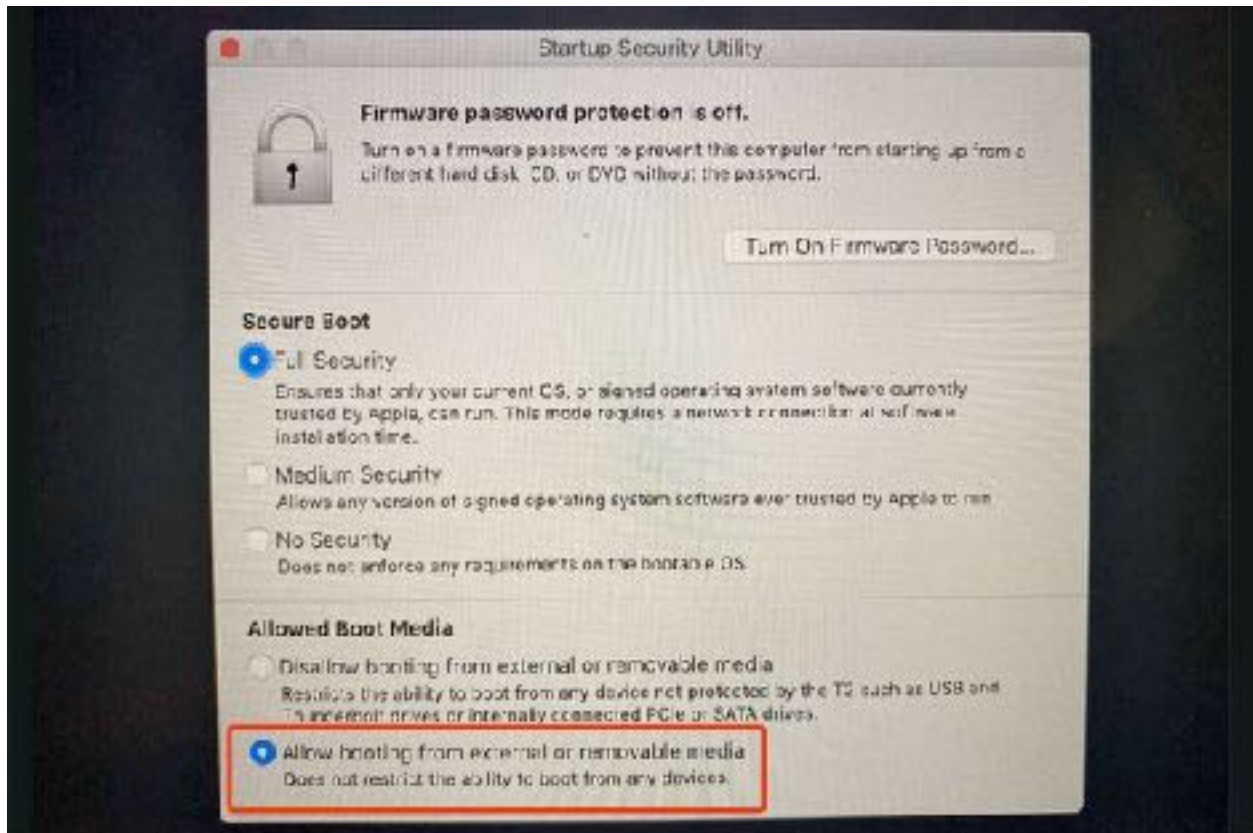 Startup Security Utility
Firmware password protection is off.
Turn on a firmware password to prevent this computer from starting up from a
different hard disk, CD, or DVD without the password.
Turn On Firmware Password...
Secure Boot
Full Security
Ensures that only your current OS, or signed operating system software currently
trusted by Apple, can run. This mode requires a network connection at software
installation time.
Medium Security
Allows any version of signed operating system software ever trusted by Apple to run
No Security
Does not enforce any requirements on the bootable OS.
Allowed Boot Media
Disallow booting from external or removable media
Restricts the ability to boot from any device not protected by the T2 such as USB and
Thunderbolt drives or internally connected PCIe or SATA drives.
Allow booting from external or removable media
Does not restrict the ability to boot from any devices.